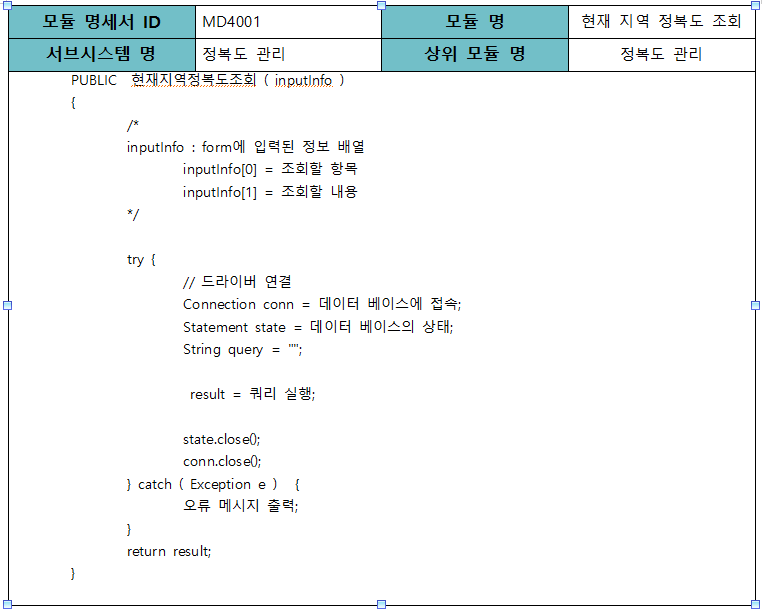 모듈 명세서 ID MD4001 모듈 명 현재 지역 정복도 조회
서브시스템 명 정복도 관리 상위 모듈 명 정복도 관리
PUBLIC 현재지역정복도조회 ( inputInfo )
{
/*
inputInfo : form에 입력된 정보 배열
inputInfo[0] = 조회할 항목
inputInfo[1] = 조회할 내용
*/
try {
// 드라이버 연결
Connection conn = 데이터 베이스에 접속;
Statement state = 데이터 베이스의 상태;
String query = "";
result = 쿼리 실행;
state.close();
conn.close();
} catch ( Exception e ) {
오류 메시지 출력;
}
return result;
}